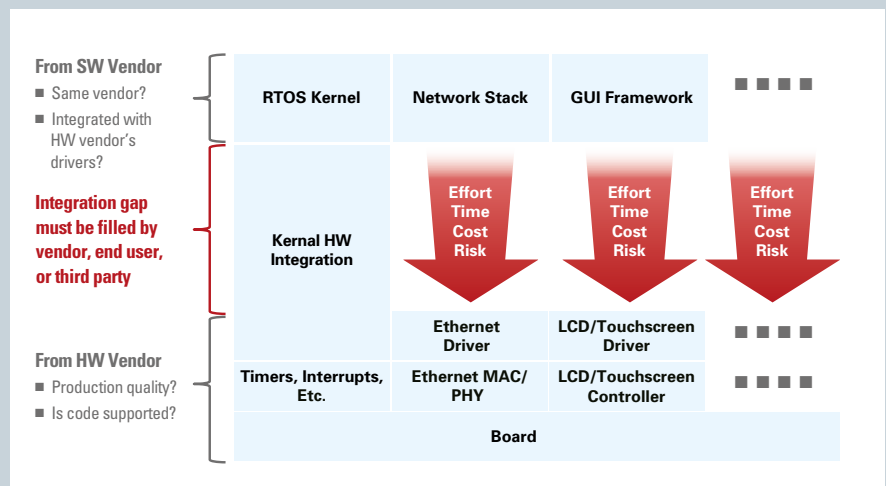 From SW Vendor
■ Same vendor?
■ Integrated with
HW vendor's
drivers?
RTOS Kernel
Network Stack
GUI Framework
Integration gap
must be filled by
vendor, end user,
or third party
Kernal HW
Integration
Effort
Time
Cost
Risk
Effort
Time
Cost
Risk
Effort
Time
Cost
Risk
From HW Vendor
■ Production quality?
■ Is code supported?
Ethernet
Driver
LCD/Touchscreen
Driver
Timers, Interrupts,
Etc.
Ethernet MAC/
PHY
LCD/Touchscreen
Controller
Board